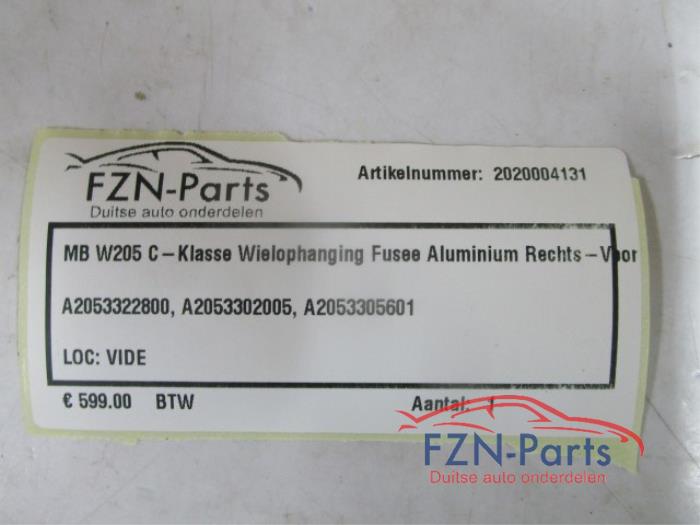 FZN-Parts
Duitse auto onderdelen
Artikelnummer: 2020004131
MB W205 C-Klasse Wielophanging Fusee Aluminium Rechts-Voor
A2053322800, A2053302005, A2053305601
LOC: VIDE
€ 599.00 BTW
Aantal: 1
FZN-Parts
Duitse auto onderdelen